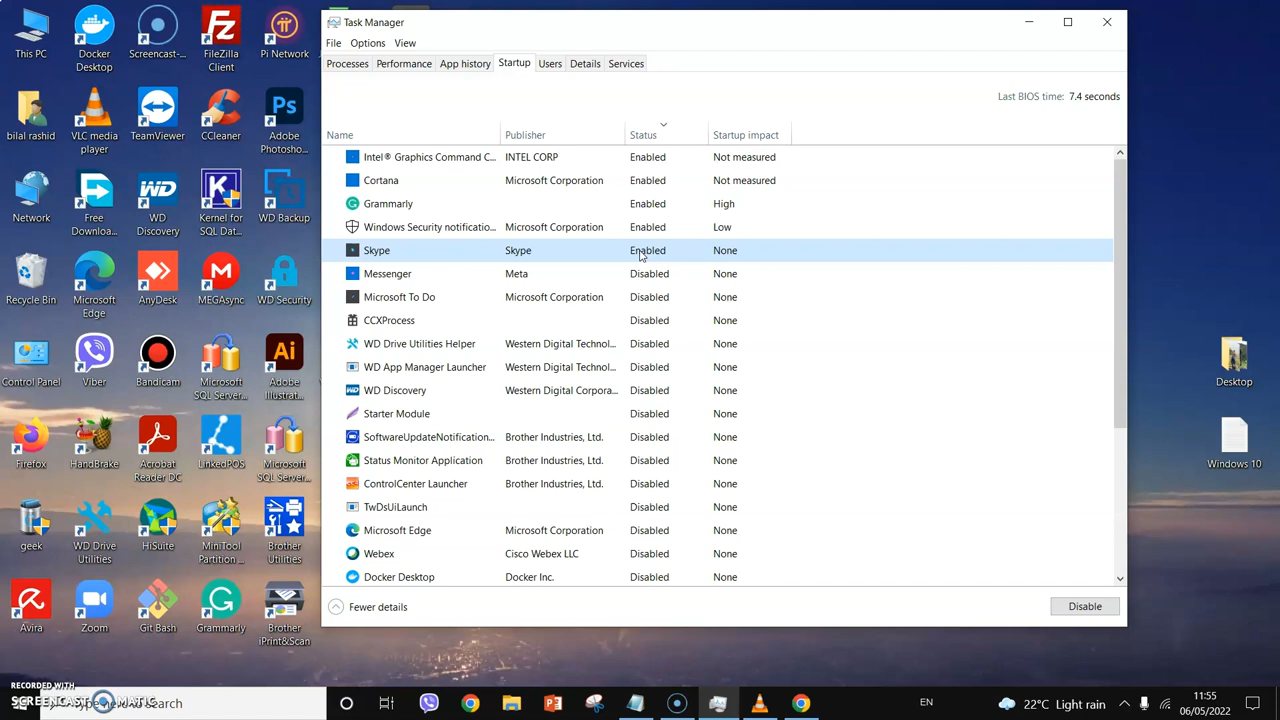 This PC
Docker Desktop
Screencast-...
FileZilla Client
Pi Network
bilal rashid
VLC media player
TeamViewer
CCleaner
Adobe Photosho...
Network
Free Downloa...
WD Discovery
Kernel for SQL Dat...
WD Backup
Recycle Bin
Microsoft Edge
AnyDesk
MEGAsync
WD Security
Control Panel
Viber
Bandicam
Microsoft SQL Server...
Adobe Illustrat...
Firefox
HandBrake
Acrobat Reader DC
LinkedPOS
Microsoft SQL Server...
geek
WD Drive Utilities
HiSuite
MiniTool Partition ...
Brother Utilities
Avira
Zoom
Git Bash
Grammarly
Brother iPrint&Scan
Task Manager
File Options View
Processes Performance App history Startup Users Details Services
Last BIOS time: 7.4 seconds
Name Publisher Status Startup impact
Intel® Graphics Command C... INTEL CORP Enabled Not measured
Cortana Microsoft Corporation Enabled Not measured
Grammarly Enabled High
Windows Security notificatio... Microsoft Corporation Enabled Low
Skype Skype Enabled None
Messenger Meta Disabled None
Microsoft To Do Microsoft Corporation Disabled None
CCXProcess Disabled None
WD Drive Utilities Helper Western Digital Technol... Disabled None
WD App Manager Launcher Western Digital Technol... Disabled None
WD Discovery Western Digital Corpora... Disabled None
Starter Module Disabled None
SoftwareUpdateNotification... Brother Industries, Ltd. Disabled None
Status Monitor Application Brother Industries, Ltd. Disabled None
ControlCenter Launcher Brother Industries, Ltd. Disabled None
TwDsUiLaunch Disabled None
Microsoft Edge Microsoft Corporation Disabled None
Webex Cisco Webex LLC Disabled None
Docker Desktop Docker Inc. Disabled None
Fewer details
Disable
Desktop
Windows 10
RECORDED WITH
SCREENCAST MATIC
here to search
EN
22°C Light rain
11:55
06/05/2022